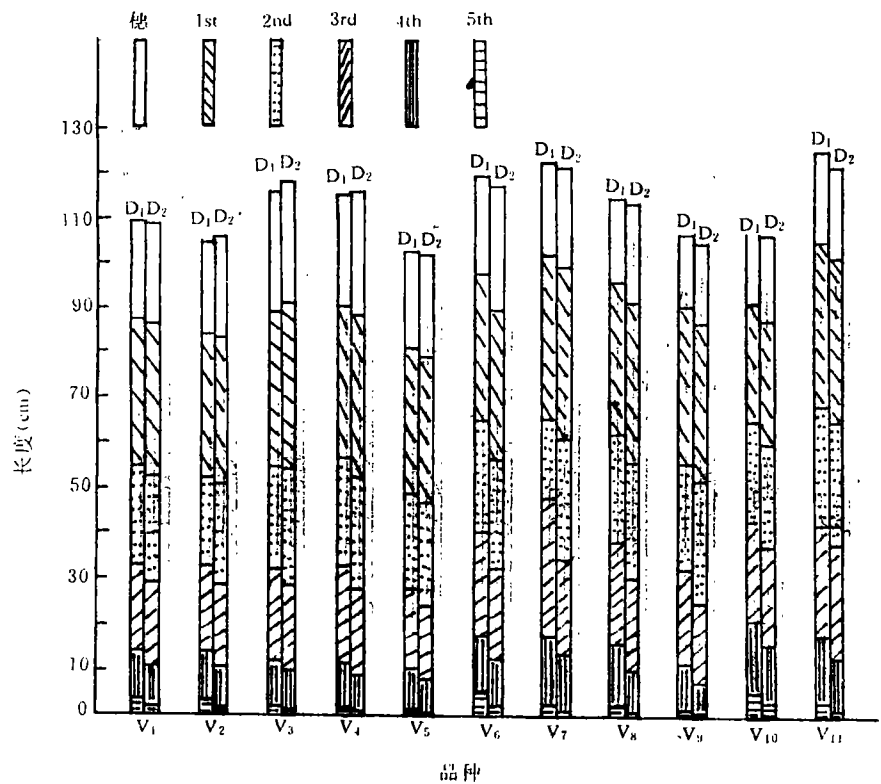 穗 1st 2nd 3rd 4th 5th
130
110
90
70
50
30
10
0
长度(cm)
D₁ D₂ D₁ D₂ D₁ D₂ D₁ D₂ D₁ D₂ D₁ D₂ D₁ D₂ D₁ D₂ D₁ D₂ D₁ D₂ D₁ D₂
V₁ V₂ V₃ V₄ V₅ V₆ V₇ V₈ V₉ V₁₀ V₁₁
品种